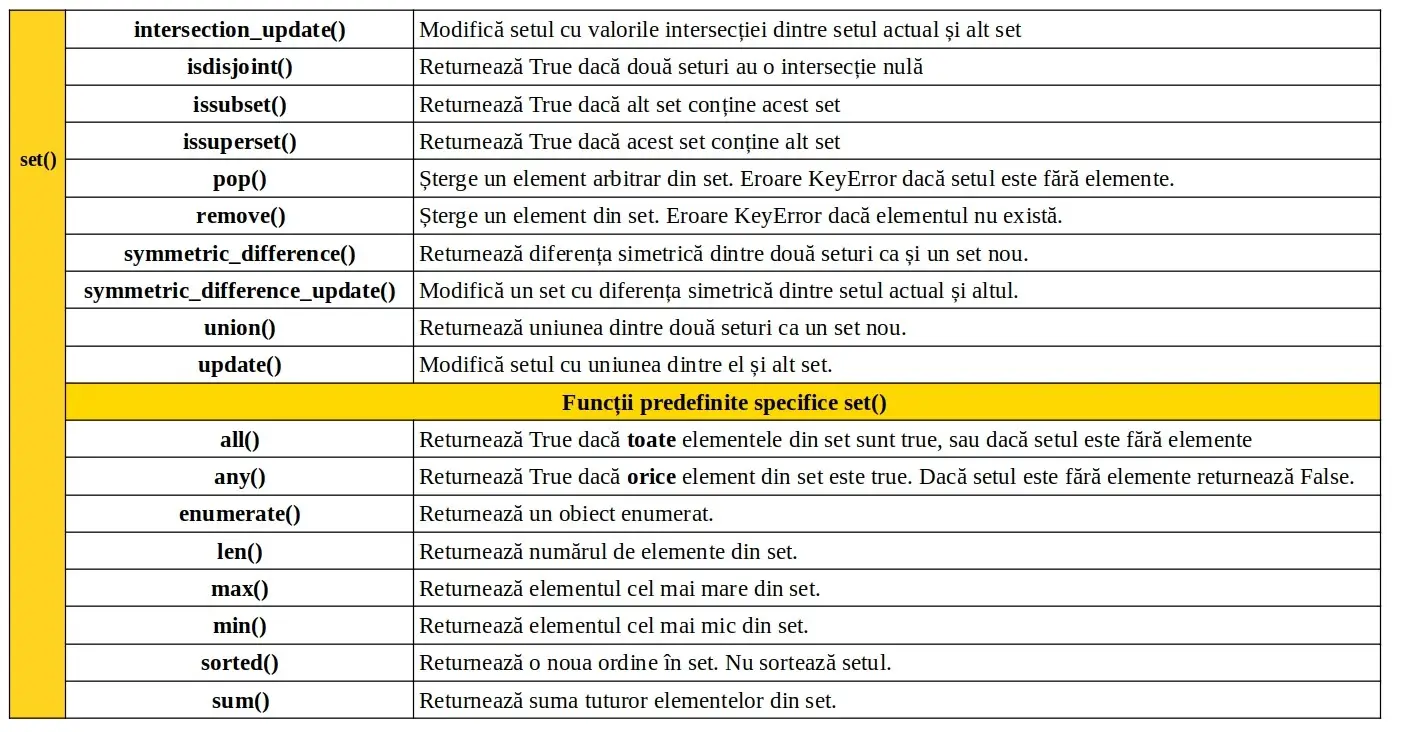 set()
intersection_update() Modifică setul cu valorile intersecției dintre setul actual și alt set
isdisjoint() Returnează True dacă două seturi au o intersecție nulă
issubset() Returnează True dacă alt set conține acest set
issuperset() Returnează True dacă acest set conține alt set
pop() Șterge un element arbitrar din set. Eroare KeyError dacă setul este fără elemente.
remove() Șterge un element din set. Eroare KeyError dacă elementul nu există.
symmetric_difference() Returnează diferența simetrică dintre două seturi ca și un set nou.
symmetric_difference_update() Modifică un set cu diferența simetrică dintre setul actual și altul.
union() Returnează uniunea dintre două seturi ca un set nou.
update() Modifică setul cu uniunea dintre el și alt set.
Funcții predefinite specifice set()
all() Returnează True dacă toate elementele din set sunt true, sau dacă setul este fără elemente
any() Returnează True dacă orice element din set este true. Dacă setul este fără elemente returnează False.
enumerate() Returnează un obiect enumerat.
len() Returnează numărul de elemente din set.
max() Returnează elementul cel mai mare din set.
min() Returnează elementul cel mai mic din set.
sorted() Returnează o noua ordine în set. Nu sortează setul.
sum() Returnează suma tuturor elementelor din set.